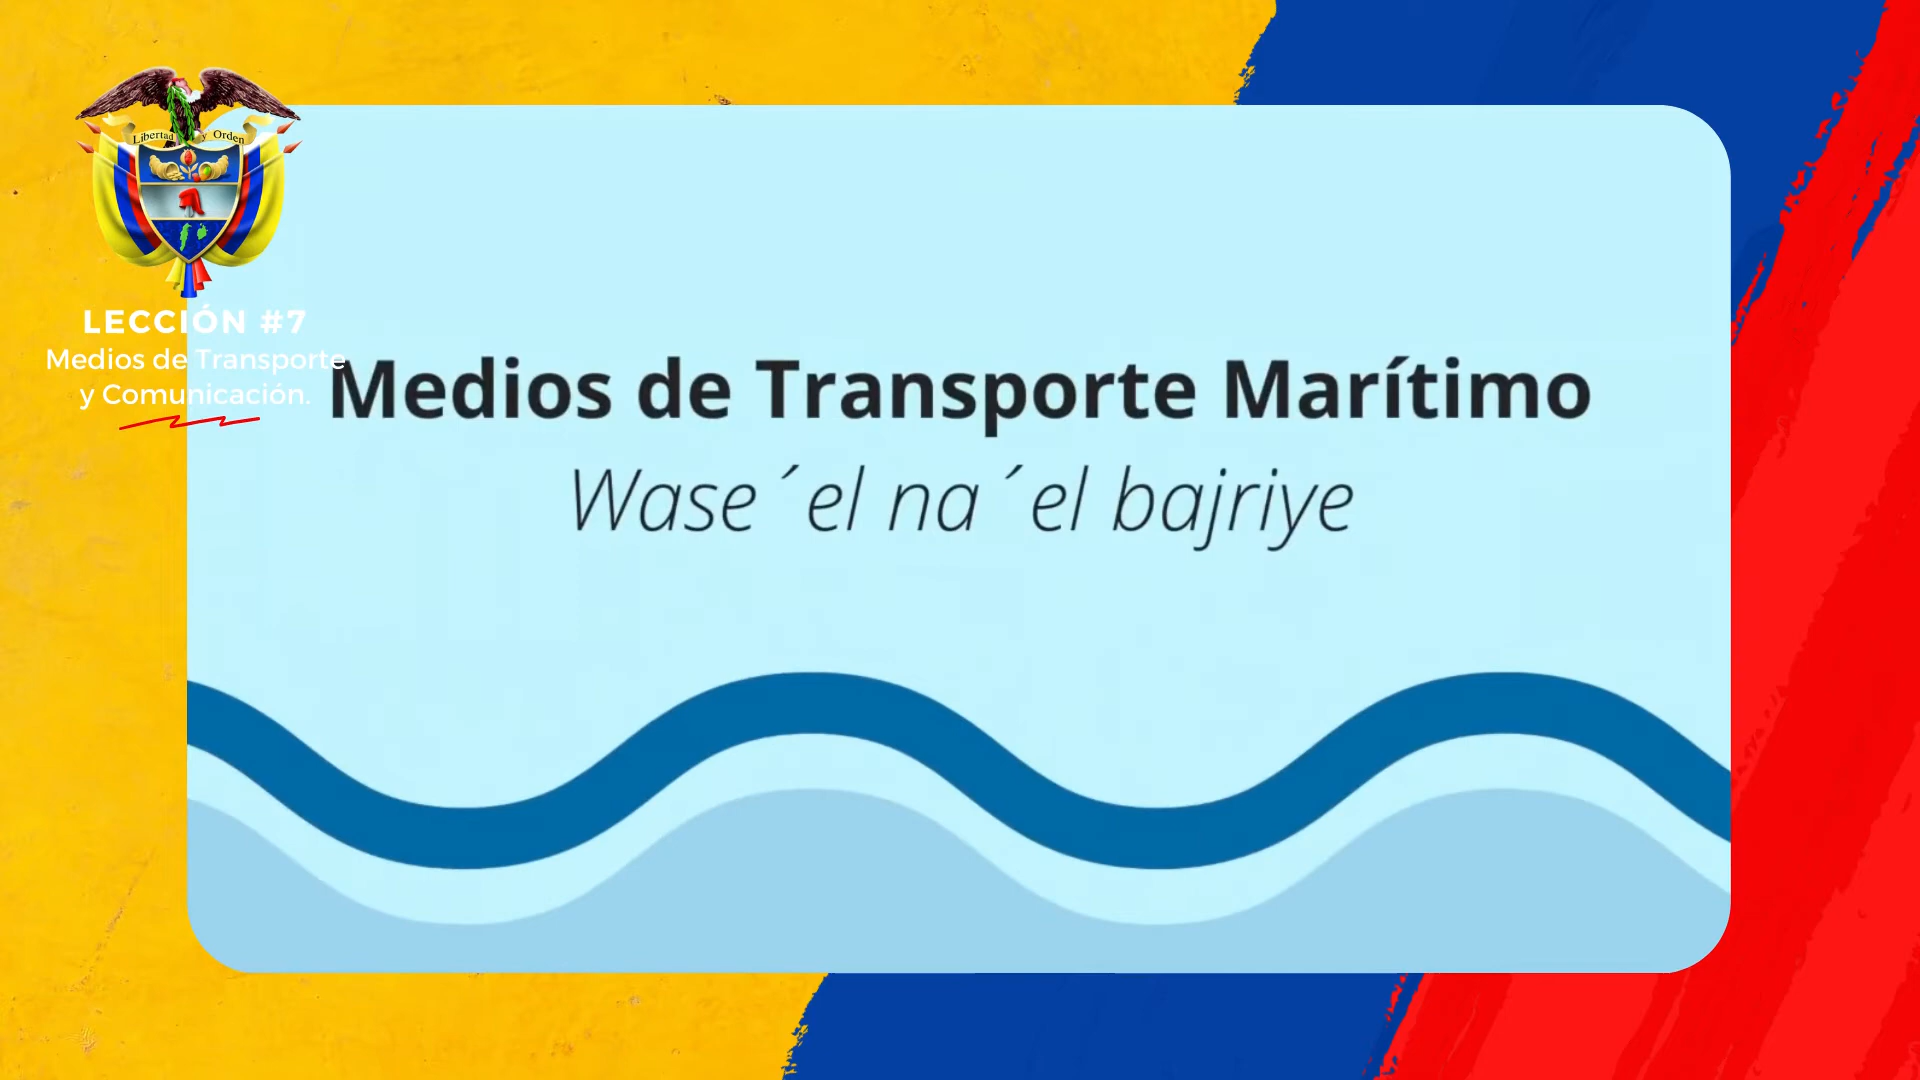 Libertad y Orden
LECCIÓN #7
Medios de Transporte
y Comunicación.
Medios de Transporte Marítimo
Wase´el na´el bajriye